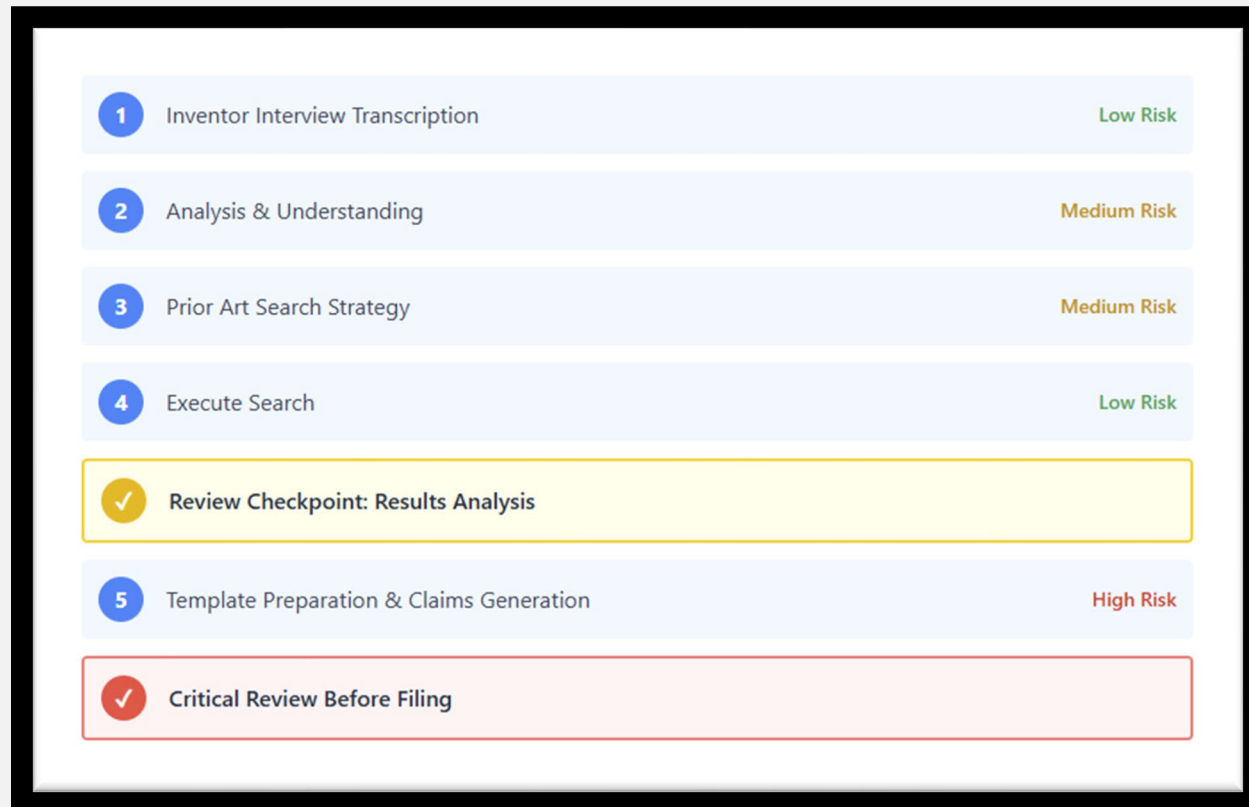 1 Inventor Interview Transcription Low Risk
2 Analysis & Understanding Medium Risk
3 Prior Art Search Strategy Medium Risk
4 Execute Search Low Risk
✓ Review Checkpoint: Results Analysis
5 Template Preparation & Claims Generation High Risk
✓ Critical Review Before Filing